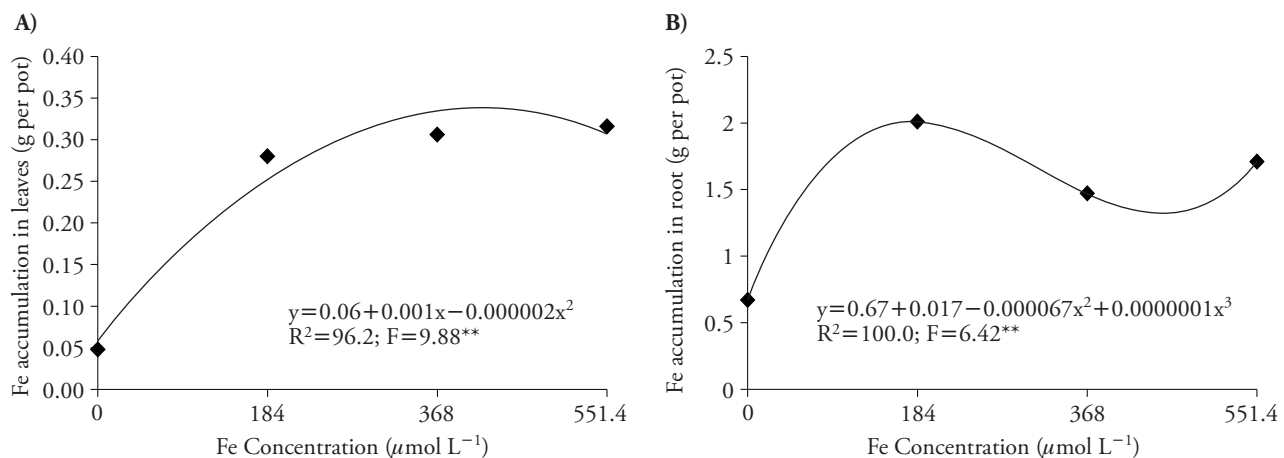 A)
Fe accumulation in leaves (g per pot)
0.40
0.35
0.30
0.25
0.20
0.15
0.10
0.05
0.00
0 184 368 551.4
Fe Concentration (µmol L⁻¹)
y=0.06+0.001x−0.000002x²
R²=96.2; F=9.88**
B)
Fe accumulation in root (g per pot)
2.5
2
1.5
1
0.5
0
0 184 368 551.4
Fe Concentration (µmol L⁻¹)
y=0.67+0.017−0.000067x²+0.0000001x³
R²=100.0; F=6.42**